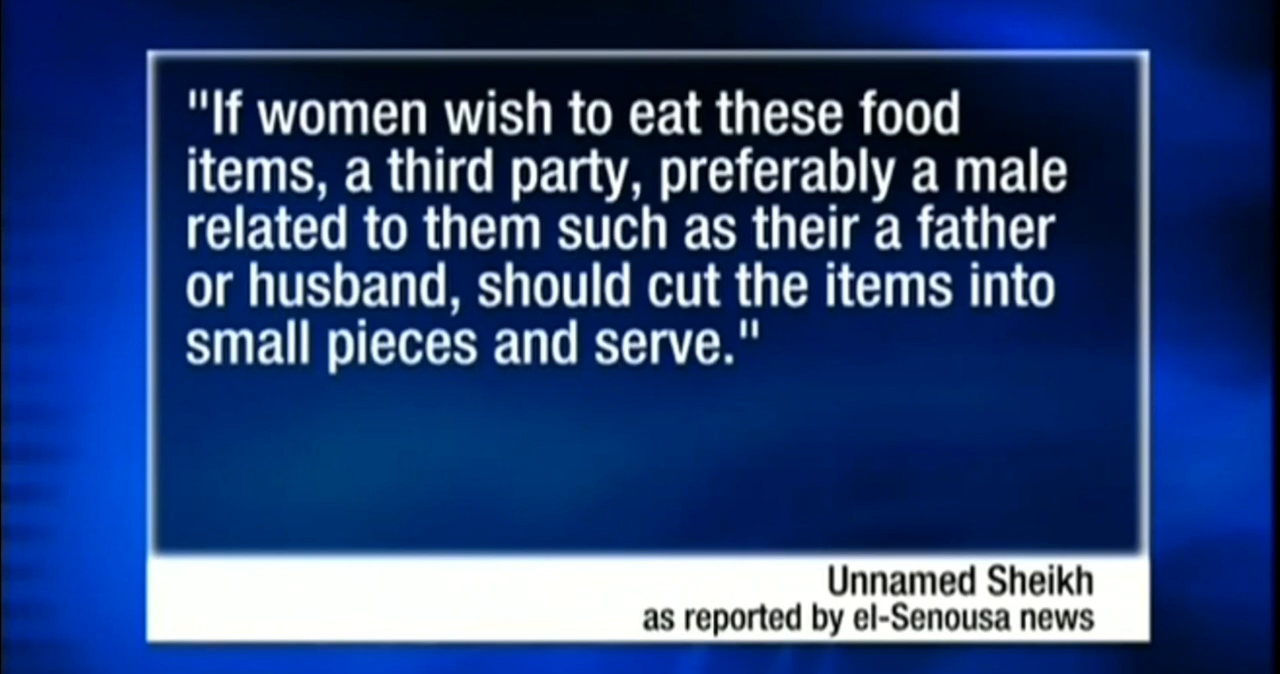 "If women wish to eat these food
items, a third party, preferably a male
related to them such as their a father
or husband, should cut the items into
small pieces and serve."
Unnamed Sheikh
as reported by el-Senousa news